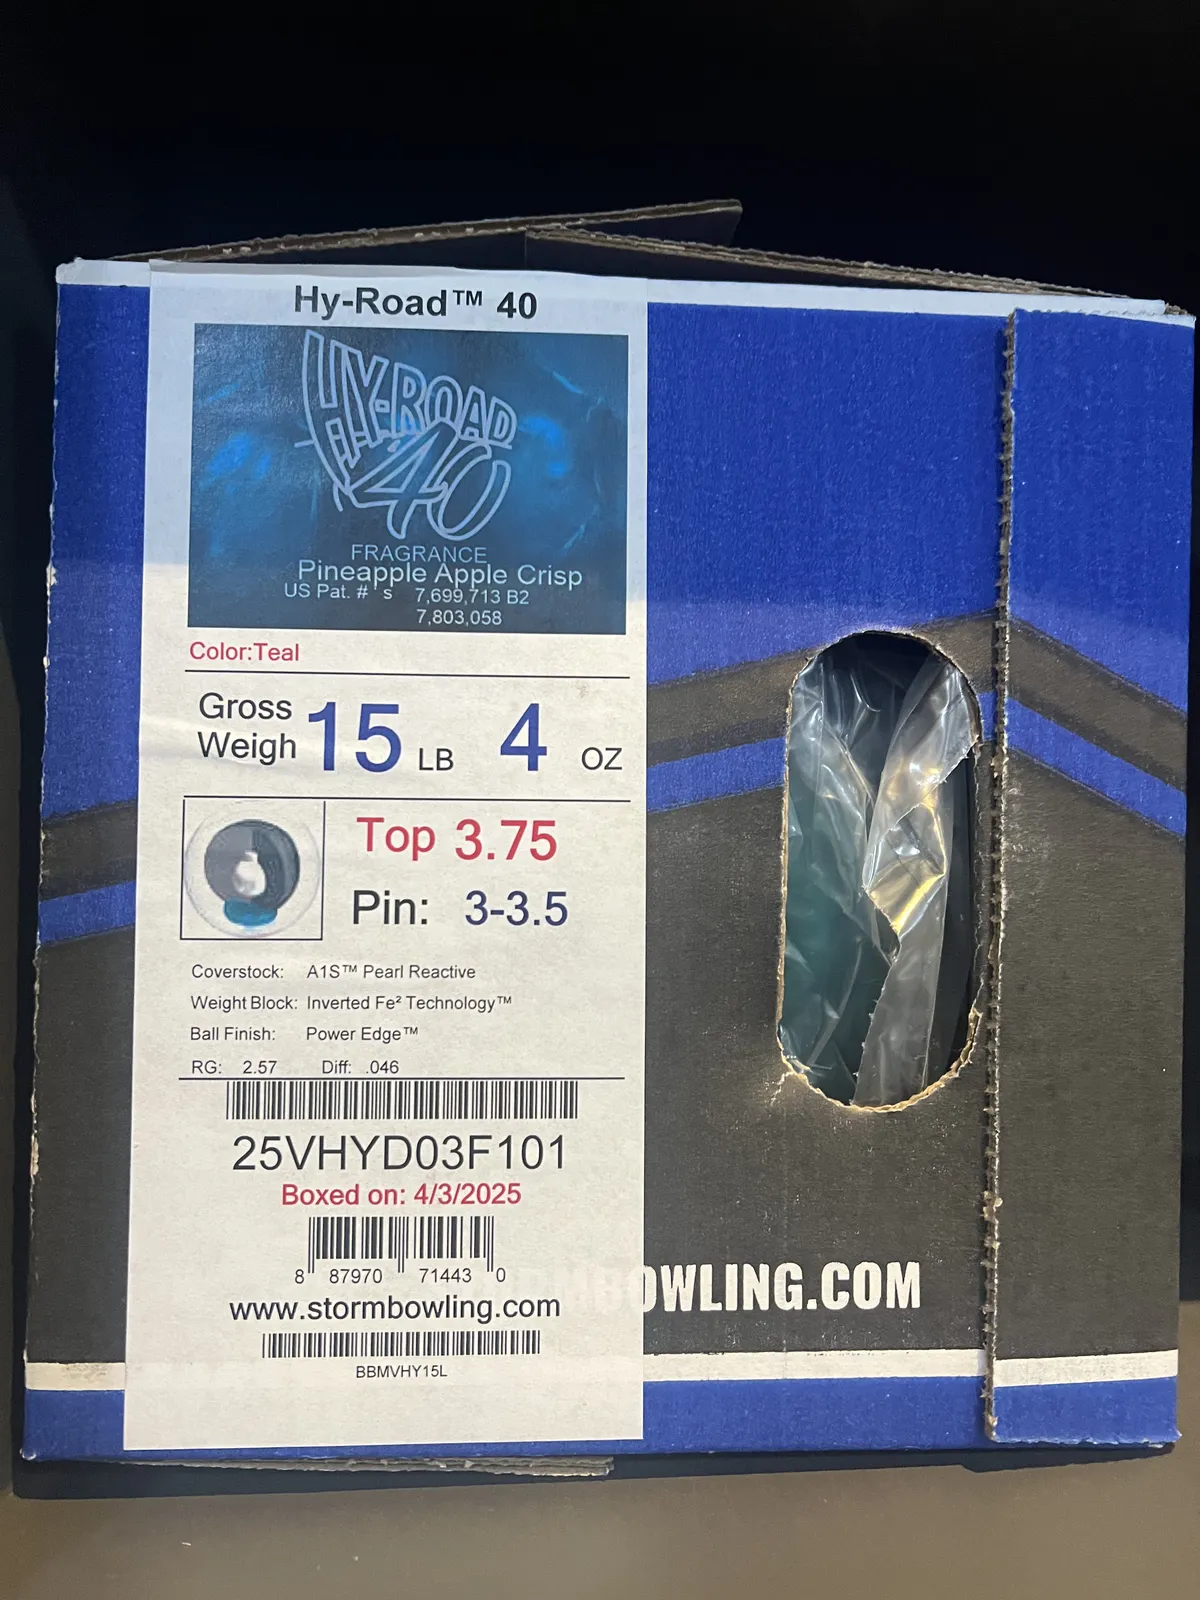 Hy-Road™ 40
HY-ROAD
40
FRAGRANCE
Pineapple Apple Crisp
US Pat. # ' s 7,699,713 B2
7,803,058
Color:Teal
Gross
Weigh 15 LB 4 OZ
Top 3.75
Pin: 3-3.5
Coverstock: A1S™ Pearl Reactive
Weight Block: Inverted Fe² Technology™
Ball Finish: Power Edge™
RG: 2.57 Diff: .046
25VHYD03F101
Boxed on: 4/3/2025
8 87970 71443 0
www.stormbowling.com
BBMVHY15L
MBOWLING.COM